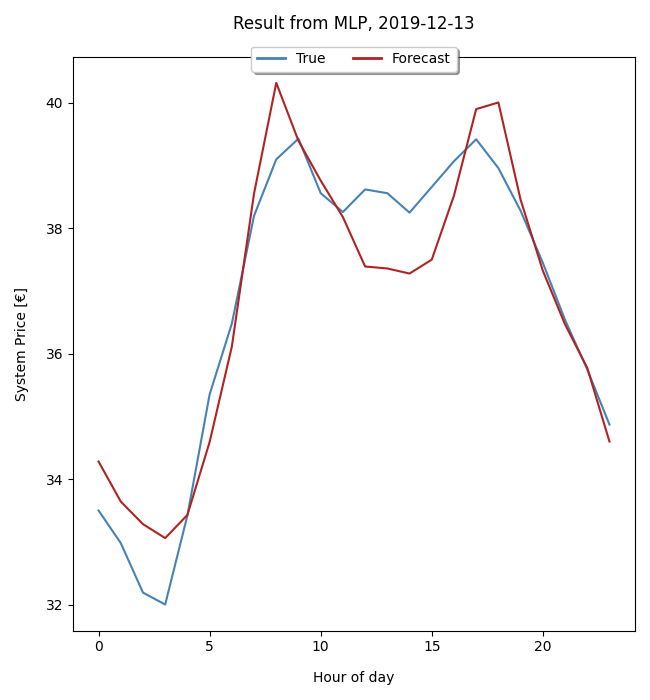 Result from MLP, 2019-12-13
True Forecast
40
38
36
34
32
System Price [€]
0 5 10 15 20
Hour of day